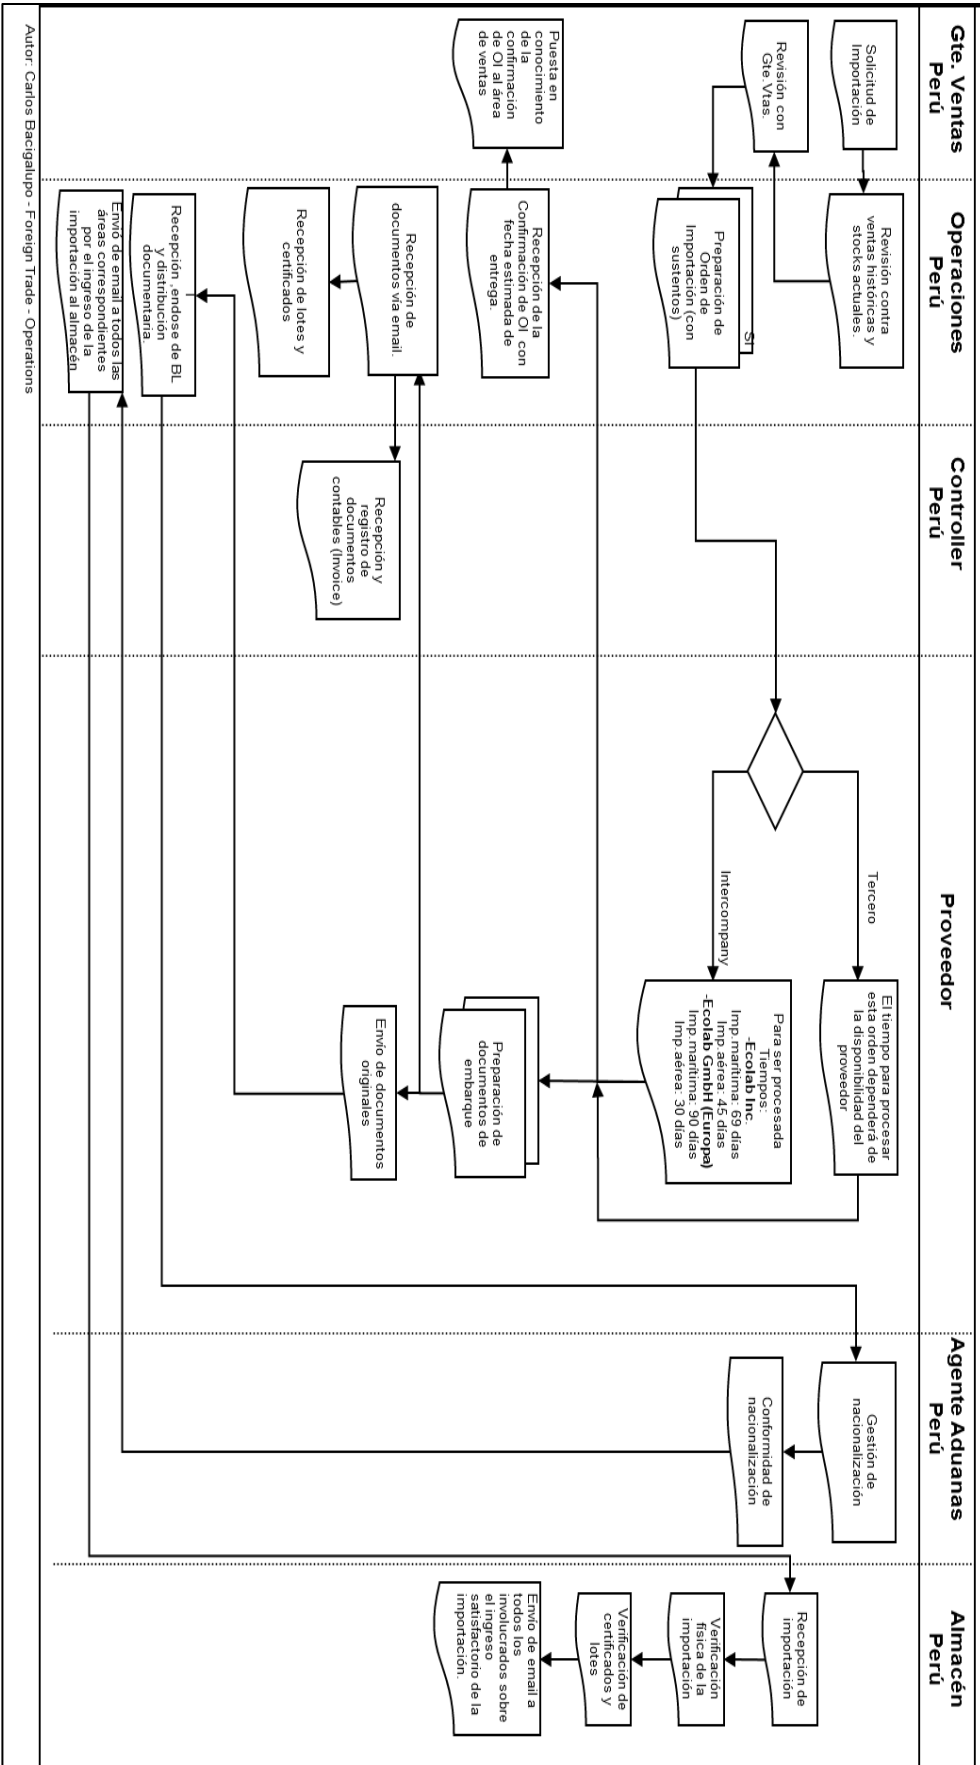 Gte. Ventas
Perú
Operaciones
Perú
Controller
Perú
Proveedor
Agente Aduanas
Perú
Almacén
Perú
Solicitud de
Importación
Revisión con
Gte.Vtas.
Puesta en
conocimiento
de la
confirmación
de OI al área
de ventas
Revisión contra
ventas históricas y
stocks actuales.
SI
Preparación de
Orden de
Importación (con
sustentos)
Recepción de la
Confirmación de OI con
fecha estimada de
entrega.
Recepción de
documentos vía email.
Recepción de lotes y
certificados
Recepción ,endose de BL
y distribución
documentaria.
Envió de email a todos las
áreas correspondientes
por el ingreso de la
importación al almacén
Recepción y
registro de
documentos
contables (Invoice)
Tercero
Intercompany
El tiempo para procesar
esta orden dependerá de
la disponibilidad del
proveedor
Para ser procesada
Tiempos:
-Ecolab Inc.
Imp.marítima: 69 días
Imp.aérea: 45 días
-Ecolab GmbH (Europa)
Imp.marítima: 90 días
Imp.aérea: 30 días
Preparación de
documentos de
embarque
Envío de documentos
originales
Gestión de
nacionalización
Conformidad de
nacionalización
Recepción de
importación
Verificación
física de la
importación
Verificación de
certificados y
lotes
Envío de email a
todos los
involucrados sobre
el ingreso
satisfactorio de la
importación.
Autor: Carlos Bacigalupo - Foreign Trade - Operations